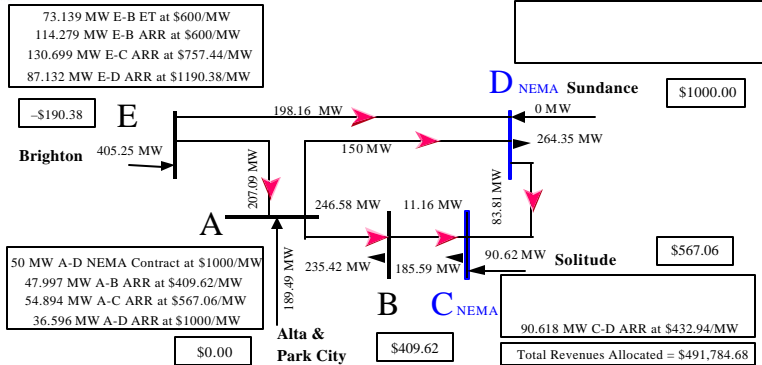 73.139 MW E-B ET at $600/MW
114.279 MW E-B ARR at $600/MW
130.699 MW E-C ARR at $757.44/MW
87.132 MW E-D ARR at $1190.38/MW
–$190.38
E
Brighton
405.25 MW
198.16 MW
D NEMA Sundance
$1000.00
0 MW
264.35 MW
150 MW
207.09 MW
83.81 MW
A
246.58 MW
11.16 MW
235.42 MW
185.59 MW
90.62 MW
Solitude
$567.06
B
C NEMA
189.49 MW
50 MW A-D NEMA Contract at $1000/MW
47.997 MW A-B ARR at $409.62/MW
54.894 MW A-C ARR at $567.06/MW
36.596 MW A-D ARR at $1000/MW
$0.00
Alta &
Park City
$409.62
90.618 MW C-D ARR at $432.94/MW
Total Revenues Allocated = $491,784.68